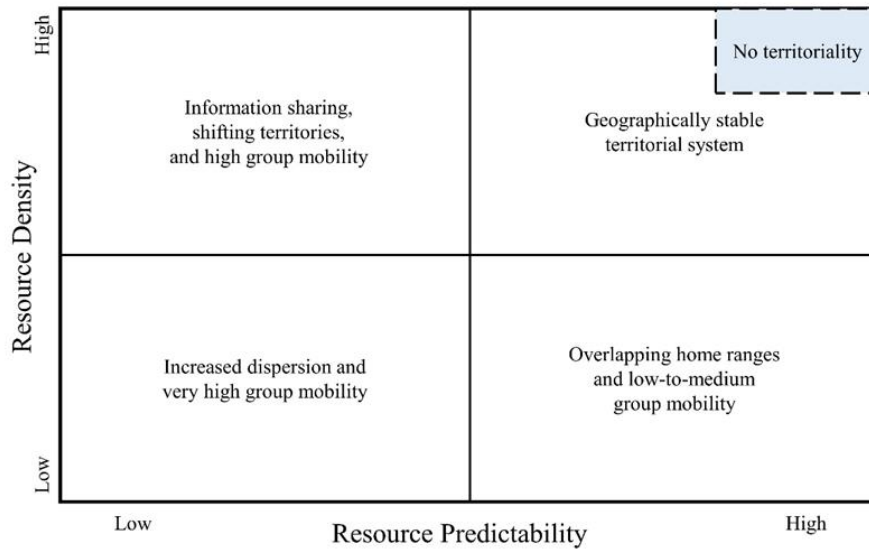 High
No territoriality
Information sharing,
shifting territories,
and high group mobility
Geographically stable
territorial system
Resource Density
Increased dispersion and
very high group mobility
Overlapping home ranges
and low-to-medium
group mobility
Low
Low
Resource Predictability
High